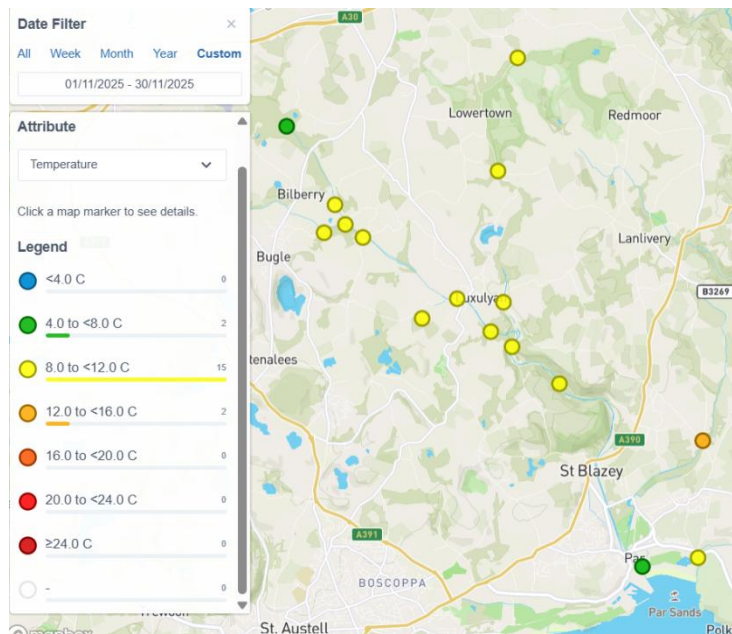 Date Filter ×
All Week Month Year Custom
01/11/2025 - 30/11/2025
Attribute
Temperature
Click a map marker to see details.
Legend
<4.0 C 0
4.0 to <8.0 C 2
8.0 to <12.0 C 15
12.0 to <16.0 C 2
16.0 to <20.0 C 0
20.0 to <24.0 C 0
≥24.0 C 0
- 0
A30
Lowertown
Redmoor
Bilberry
Lanlivery
Bugle
B3269
uxulyan
tenalees
A390
St Blazey
A391
Par
BOSCOPPA
Par Sands
St. Austell
Polk
mapbox